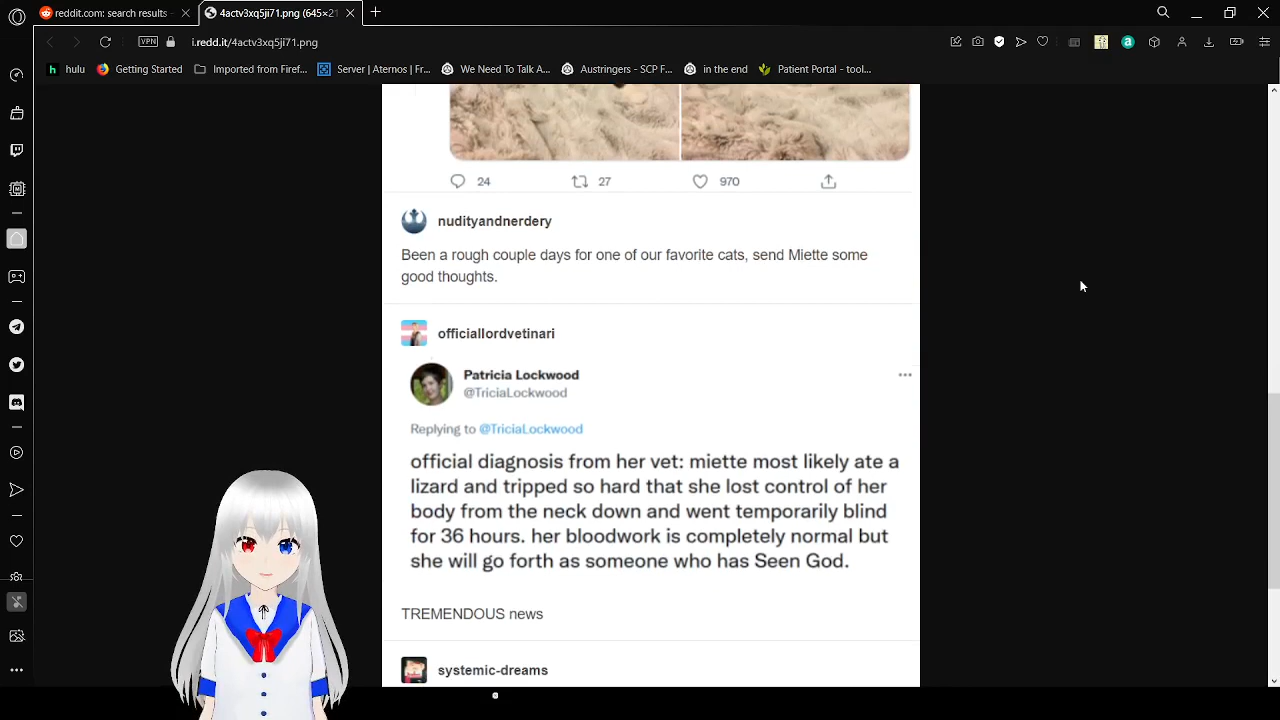 reddit.com: search results -
4actv3xq5ji71.png (645×21
VPN
i.redd.it/4actv3xq5ji71.png
h hulu
Getting Started
Imported from Firef...
Server | Aternos | Fr...
We Need To Talk A...
Austringers - SCP F...
in the end
Patient Portal - tool...
24 27 970
nudityandnerdery
Been a rough couple days for one of our favorite cats, send Miette some
good thoughts.
officiallordvetinari
Patricia Lockwood
@TriciaLockwood
Replying to @TriciaLockwood
official diagnosis from her vet: miette most likely ate a
lizard and tripped so hard that she lost control of her
body from the neck down and went temporarily blind
for 36 hours. her bloodwork is completely normal but
she will go forth as someone who has Seen God.
TREMENDOUS news
systemic-dreams